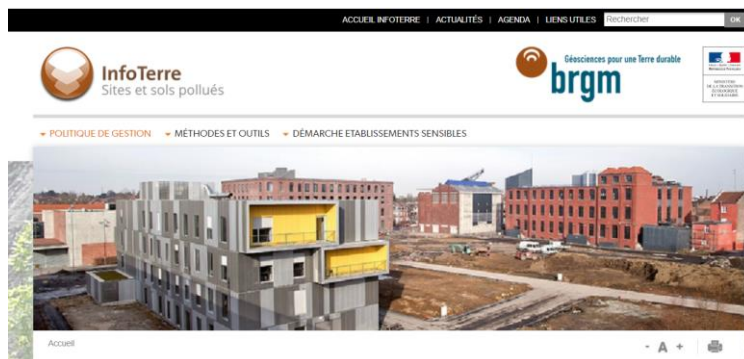 ACCUEIL INFOTERRE | ACTUALITÉS | AGENDA | LIENS UTILES Rechercher OK
InfoTerre
Sites et sols pollués
Géosciences pour une Terre durable
brgm
POLITIQUE DE GESTION MÉTHODES ET OUTILS DÉMARCHE ETABLISSEMENTS SENSIBLES
Accueil
- A +